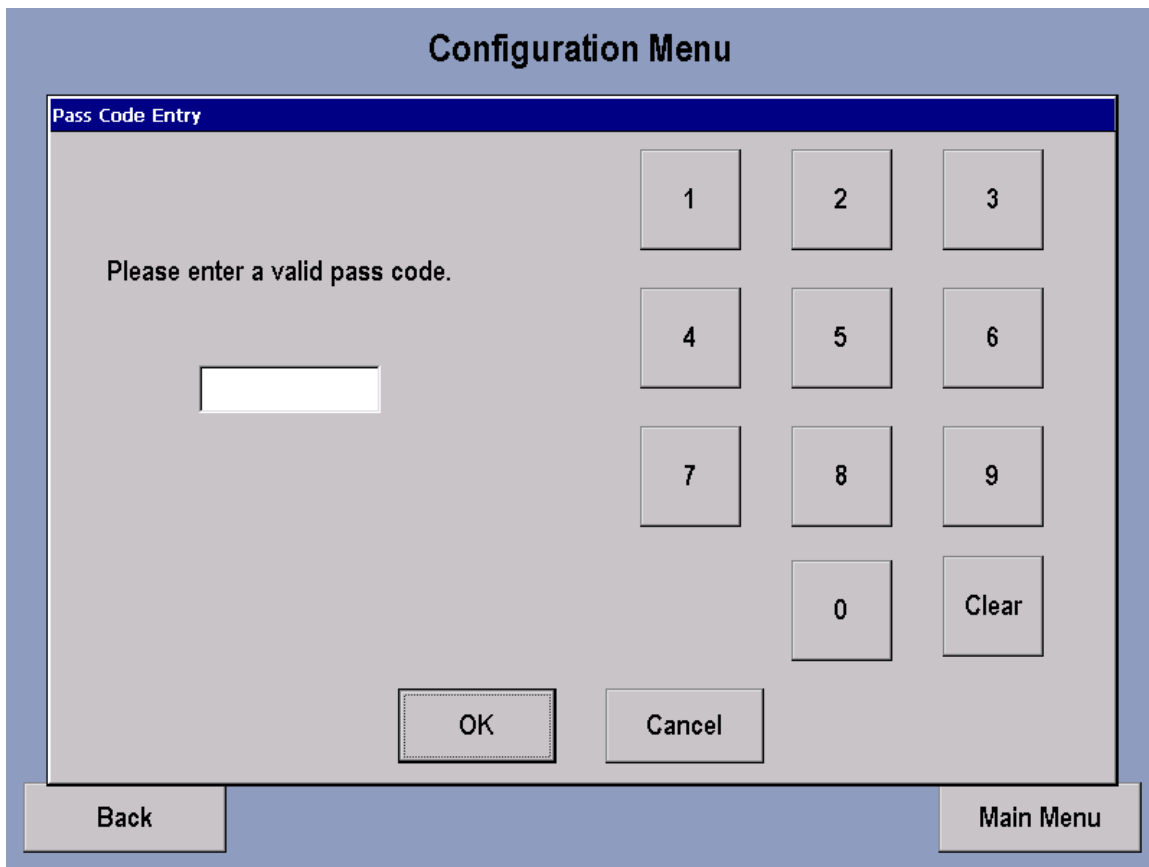 Configuration Menu
Pass Code Entry
Please enter a valid pass code.
1 2 3
4 5 6
7 8 9
0 Clear
OK Cancel
Back Main Menu